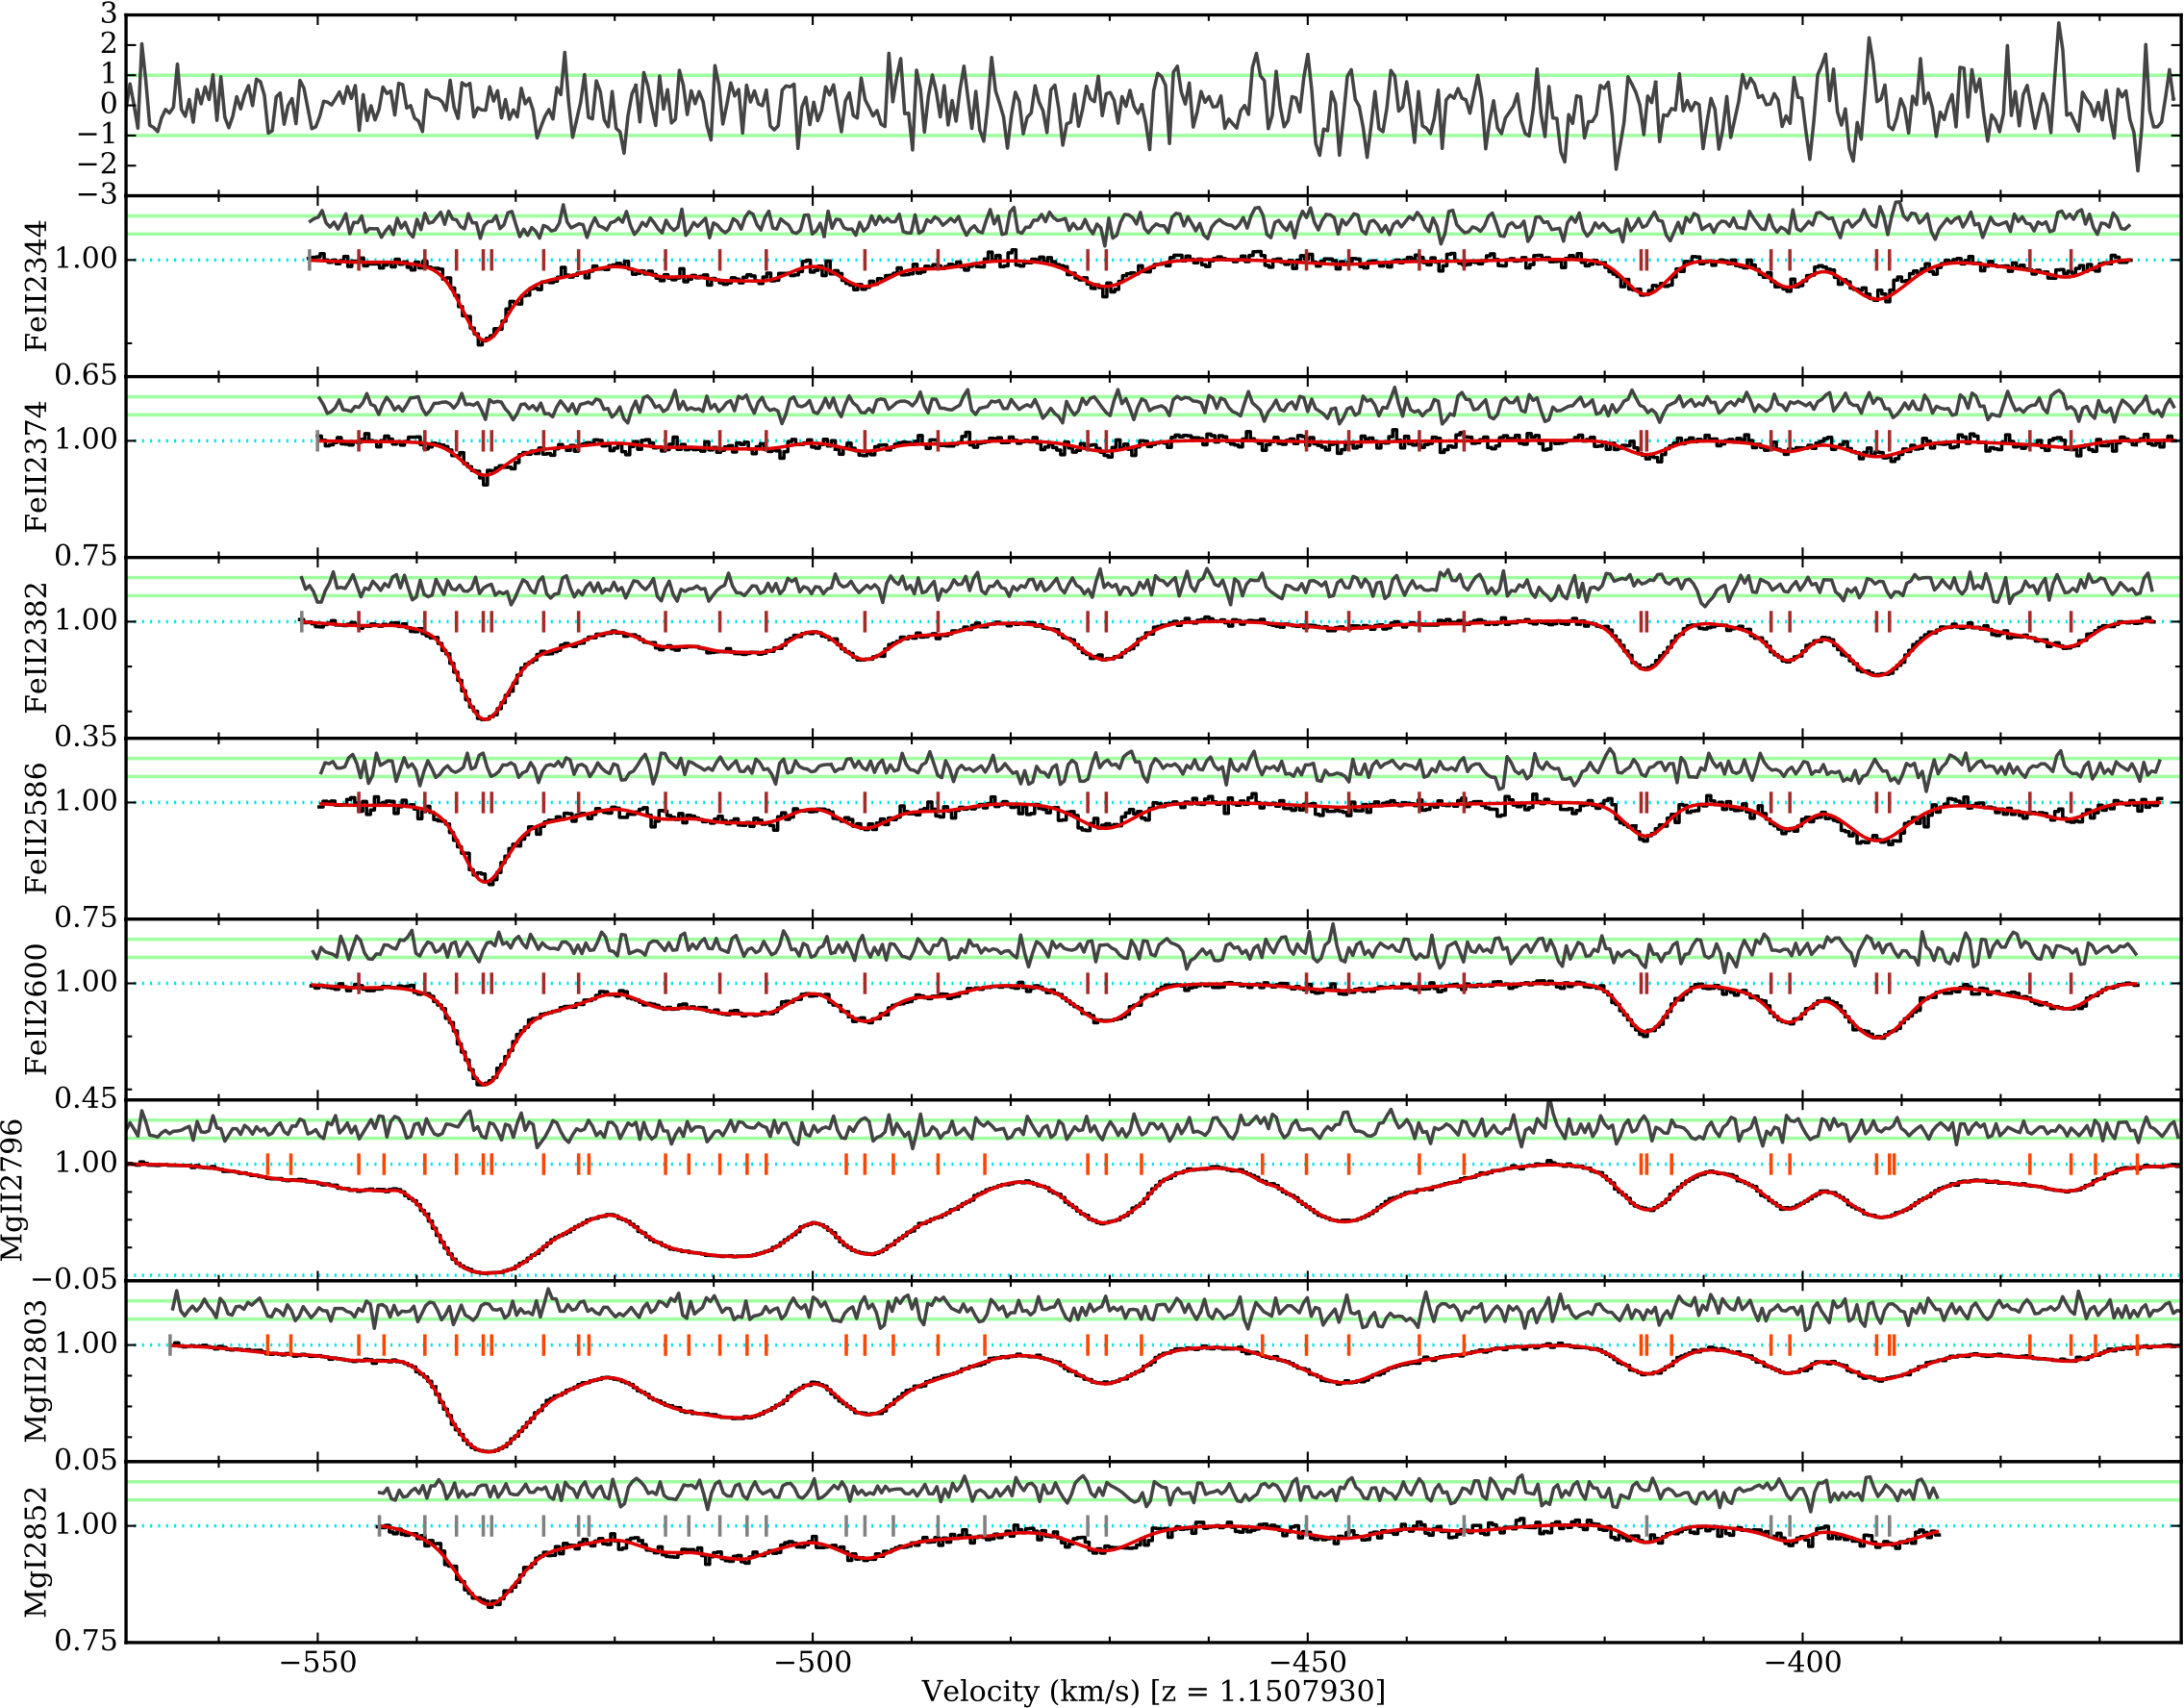 3
2
1
0
−1
−2
−3
FeII2344
1.00
0.65
FeII2374
1.00
0.75
FeII2382
1.00
0.35
FeII2586
1.00
0.75
FeII2600
1.00
0.45
MgII2796
1.00
−0.05
MgII2803
1.00
0.05
MgI2852
1.00
0.75
−550 −500 −450 −400
Velocity (km/s) [z = 1.1507930]